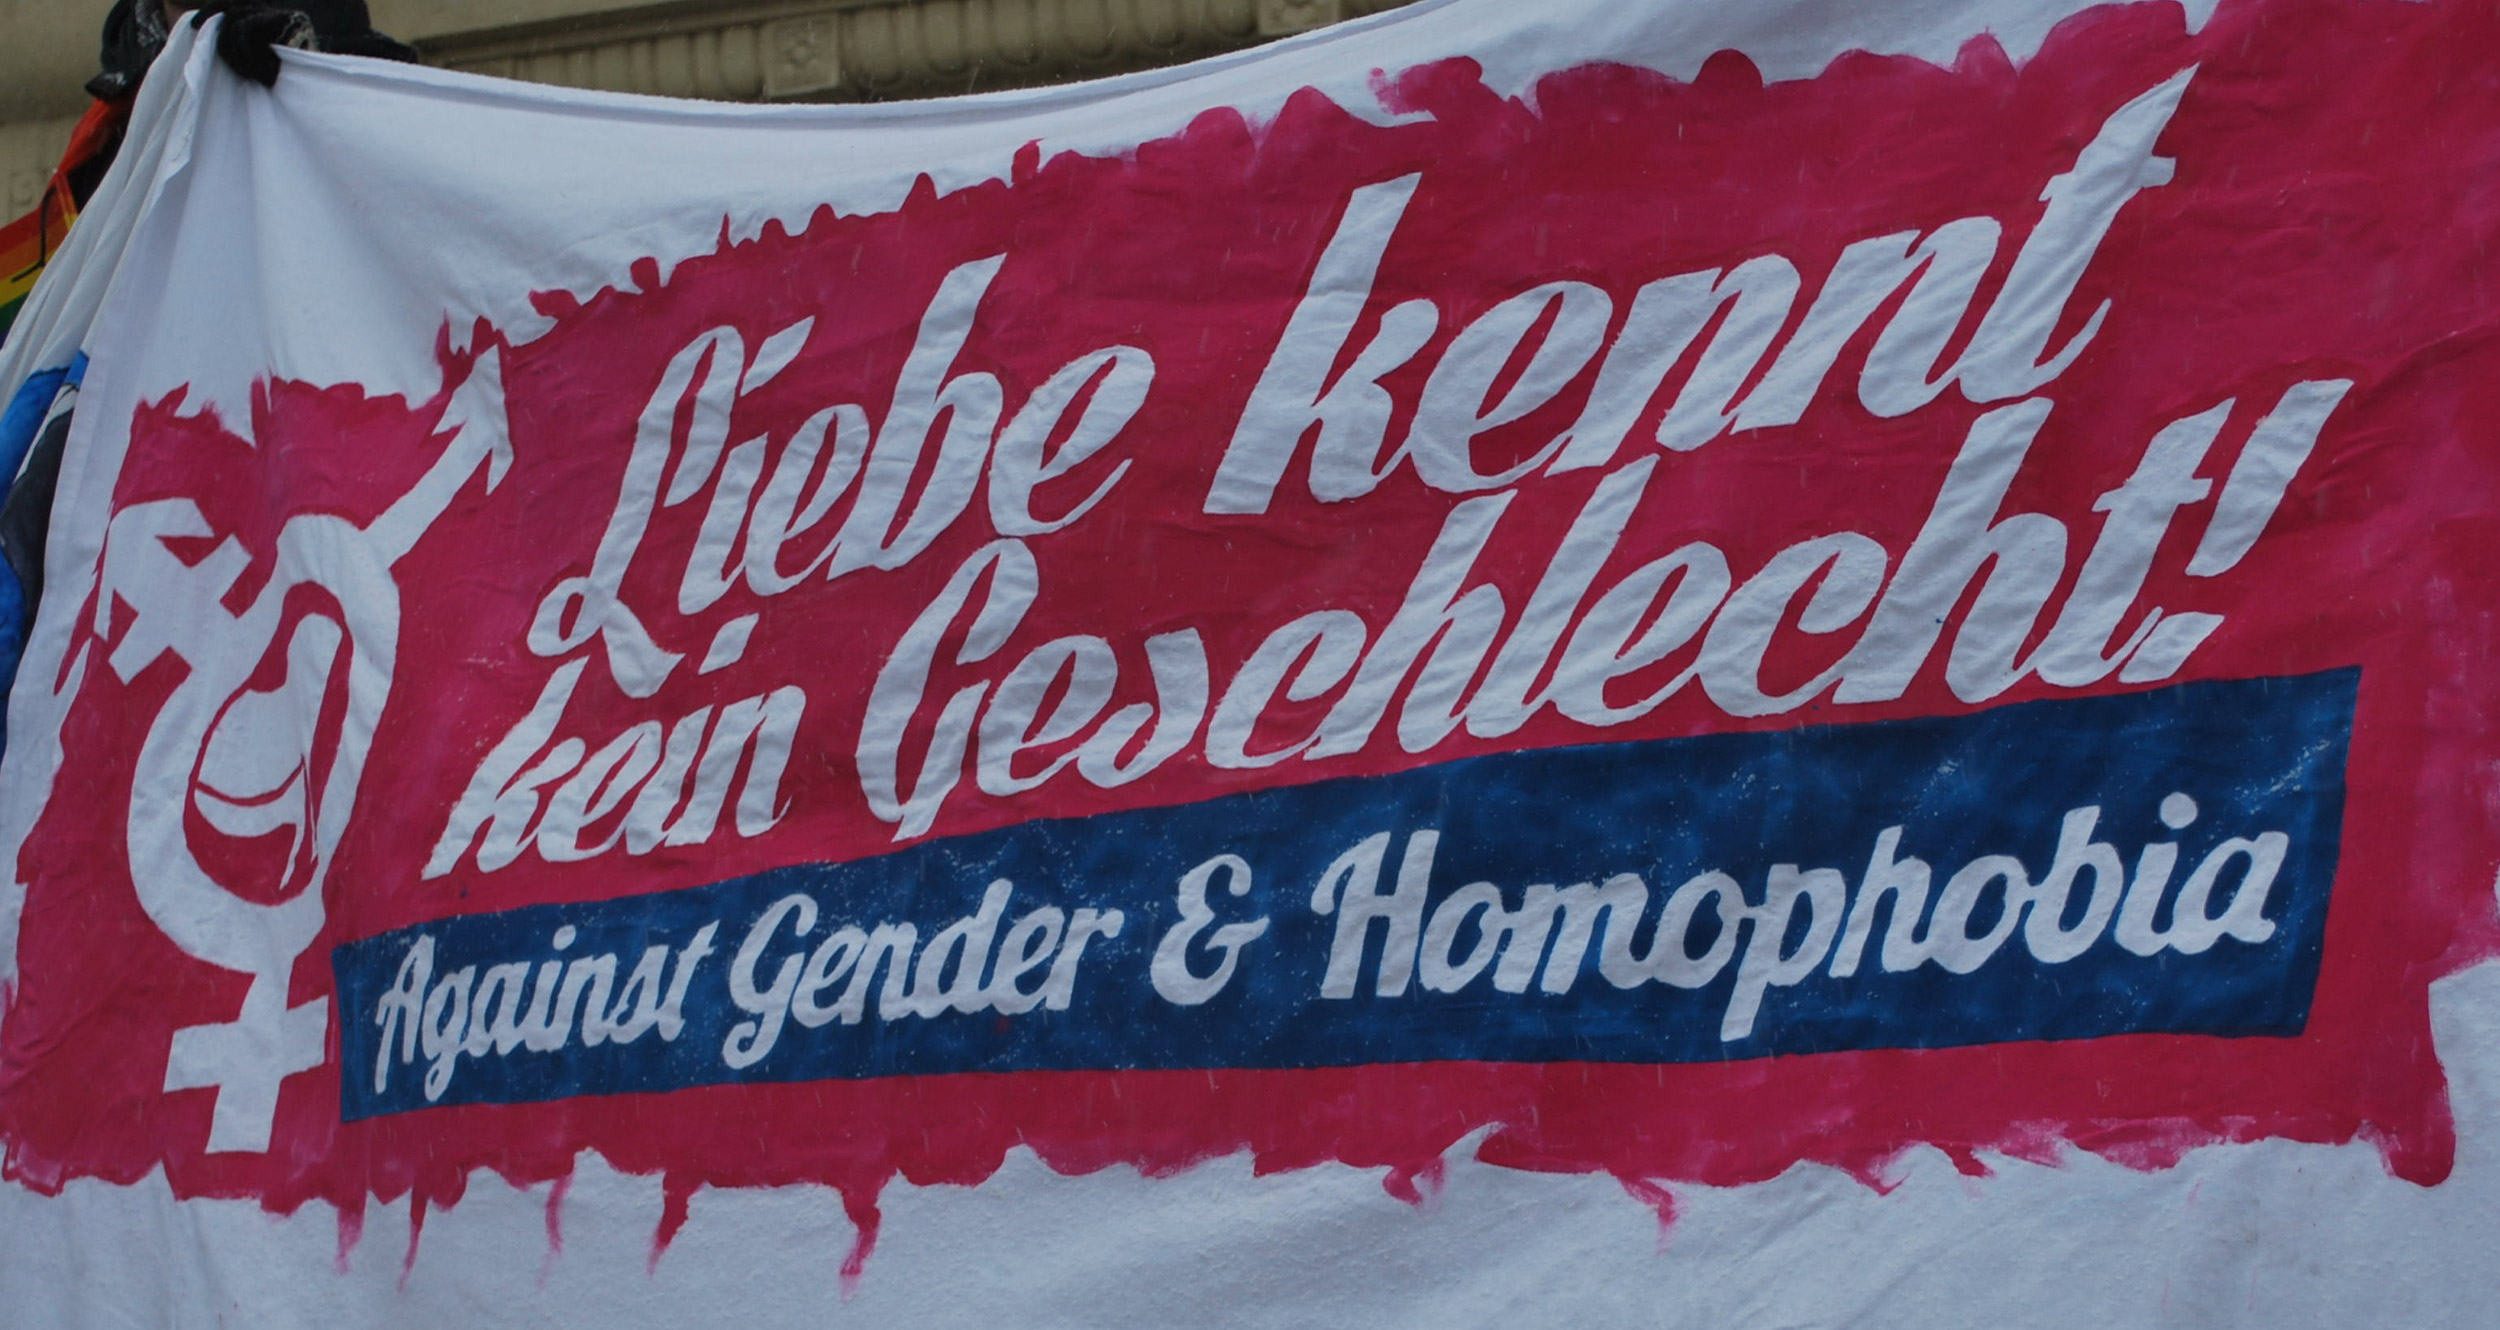 Liebe kennt
kein Geschlecht!
Against Gender & Homophobia